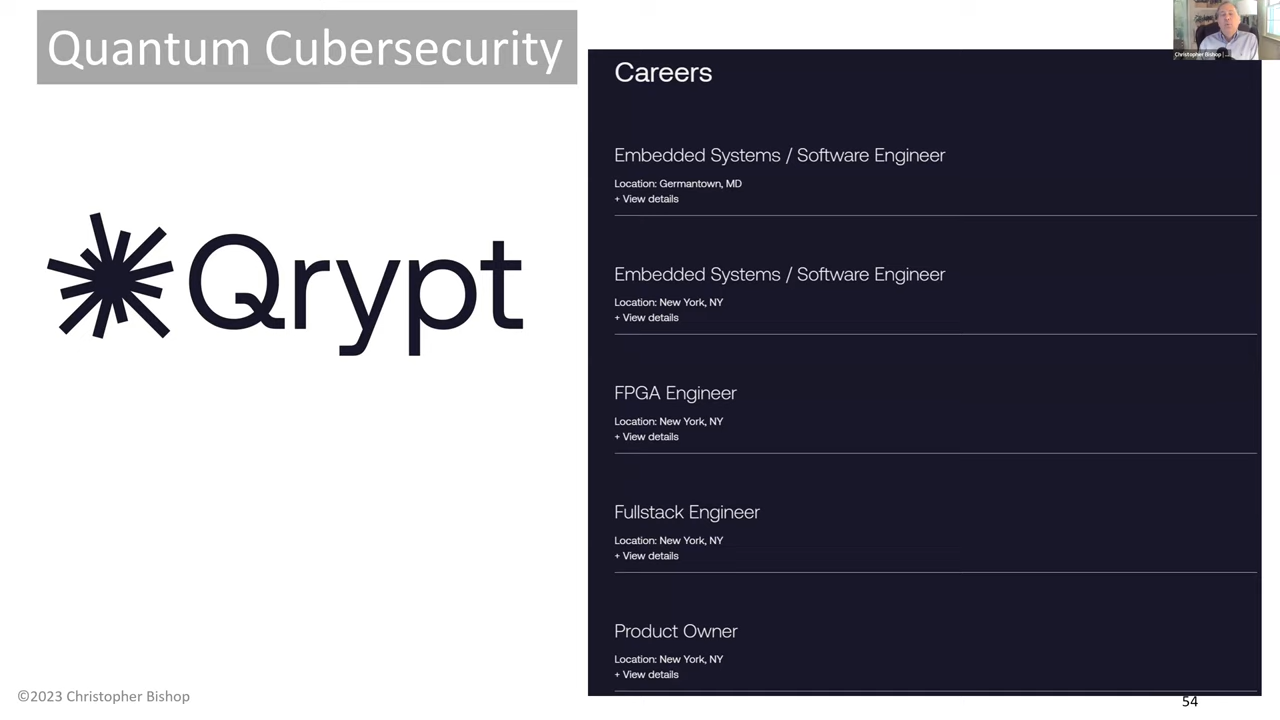 Quantum Cubersecurity
Christopher Bishop
Qrypt
Careers
Embedded Systems / Software Engineer
Location: Germantown, MD
+ View details
Embedded Systems / Software Engineer
Location: New York, NY
+ View details
FPGA Engineer
Location: New York, NY
+ View details
Fullstack Engineer
Location: New York, NY
+ View details
Product Owner
Location: New York, NY
+ View details
©2023 Christopher Bishop
54